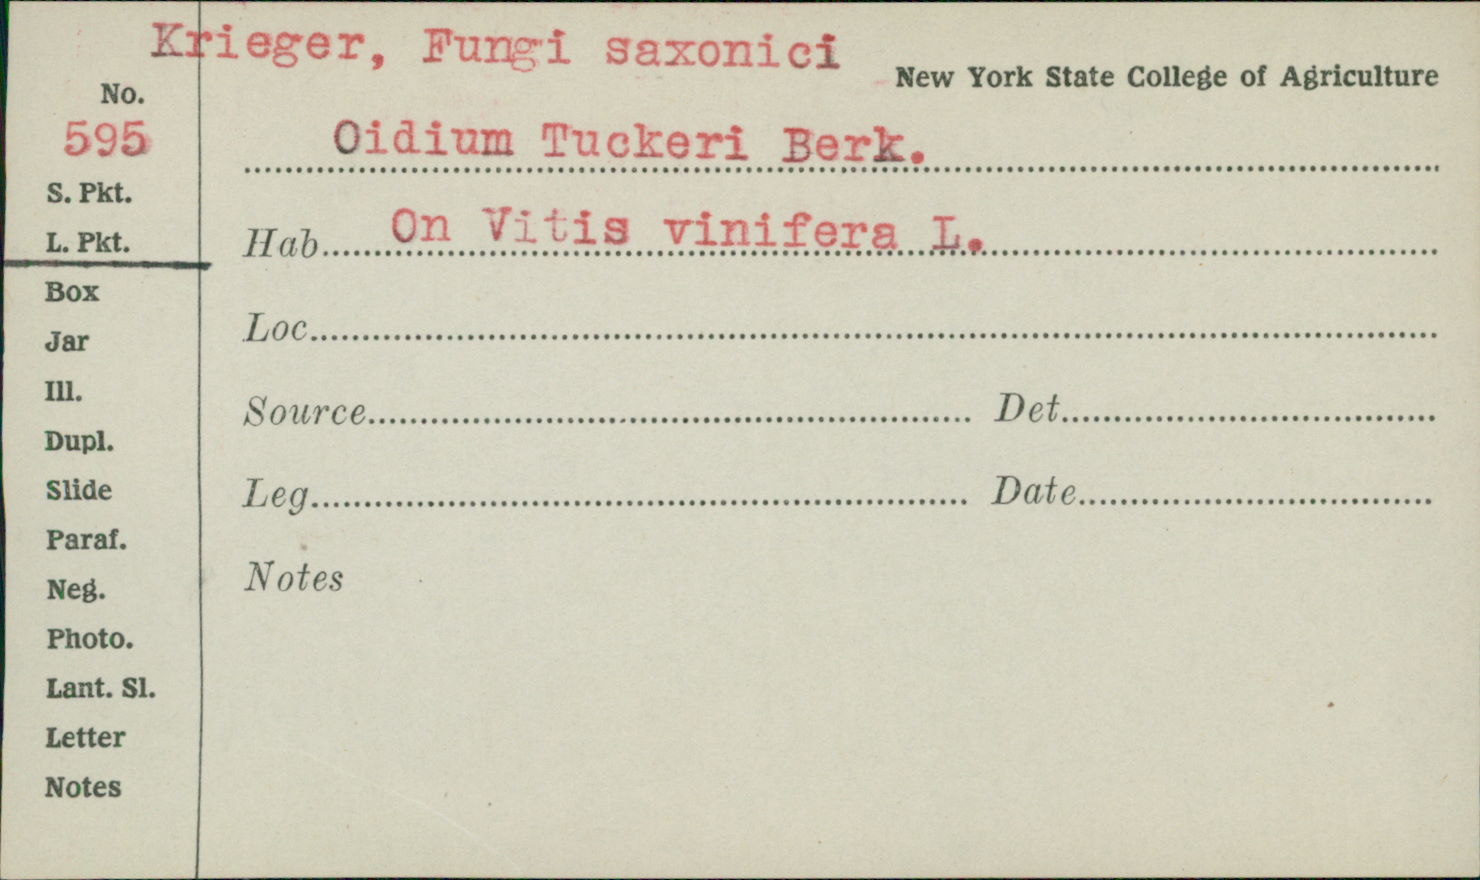 Krieger, Fungi saxonici
New York State College of Agriculture
No.
595
Oidium Tuckeri Berk.
S. Pkt.
L. Pkt.
Hab. On Vitis vinifera L.
Box
Loc.
Jar
Ill.
Source Det.
Dupl.
Slide
Leg. Date
Paraf.
Neg.
Notes
Photo.
Lant. Sl.
Letter
Notes